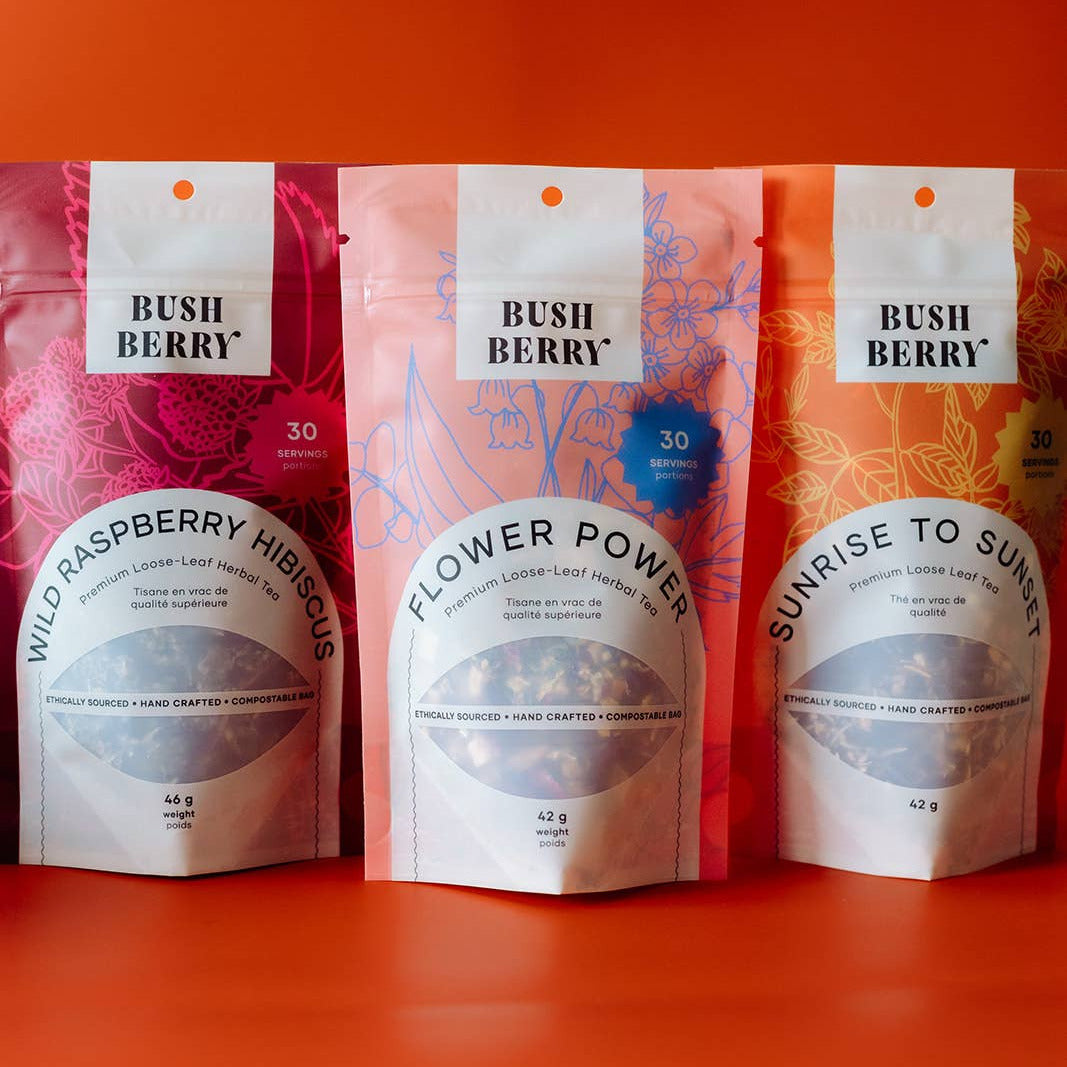 BUSH
BERRY
30
SERVINGS
portions
WILD RASPBERRY HIBISCUS
Premium Loose-Leaf Herbal Tea
Tisane en vrac de
qualité supérieure
ETHICALLY SOURCED • HAND CRAFTED • COMPOSTABLE BAG
46 g
weight
poids
BUSH
BERRY
30
SERVINGS
portions
FLOWER POWER
Premium Loose-Leaf Herbal Tea
Tisane en vrac de
qualité supérieure
ETHICALLY SOURCED • HAND CRAFTED • COMPOSTABLE BAG
42 g
weight
poids
BUSH
BERRY
30
SERVINGS
portions
SUNRISE TO SUNSET
Premium Loose Leaf Tea
Thé en vrac de
qualité
ETHICALLY SOURCED • HAND CRAFTED • COMPOSTABLE BAG
42 g